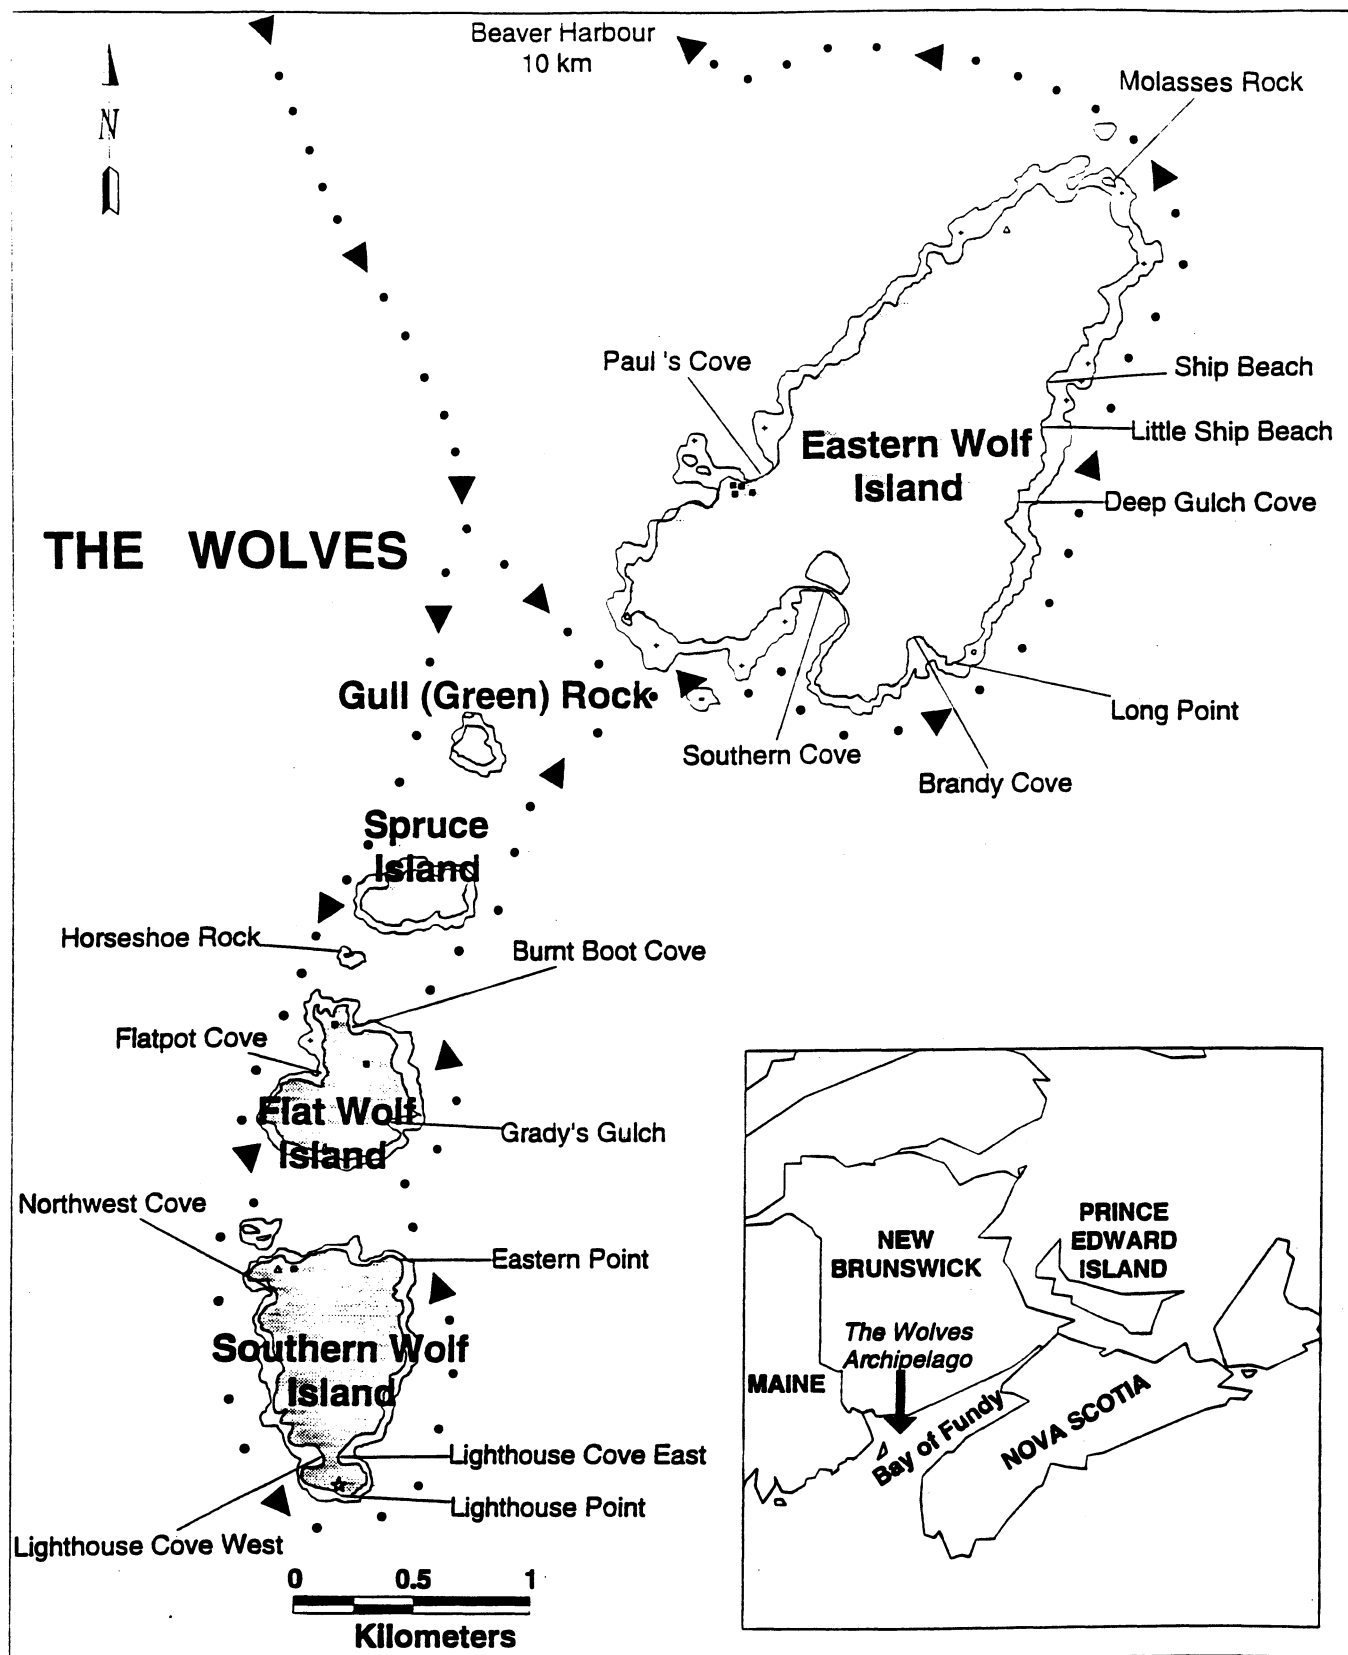 Beaver Harbour
10 km
N
Molasses Rock
Paul 's Cove
Ship Beach
Eastern Wolf
Island
Little Ship Beach
Deep Gulch Cove
THE WOLVES
Gull (Green) Rock
Long Point
Southern Cove
Brandy Cove
Spruce
Island
Horseshoe Rock
Burnt Boot Cove
Flatpot Cove
Flat Wolf
Island
Grady's Gulch
Northwest Cove
Eastern Point
Southern Wolf
Island
Lighthouse Cove East
Lighthouse Point
Lighthouse Cove West
0 0.5 1
Kilometers
NEW
BRUNSWICK
PRINCE
EDWARD
ISLAND
The Wolves
Archipelago
MAINE
Bay of Fundy
NOVA SCOTIA